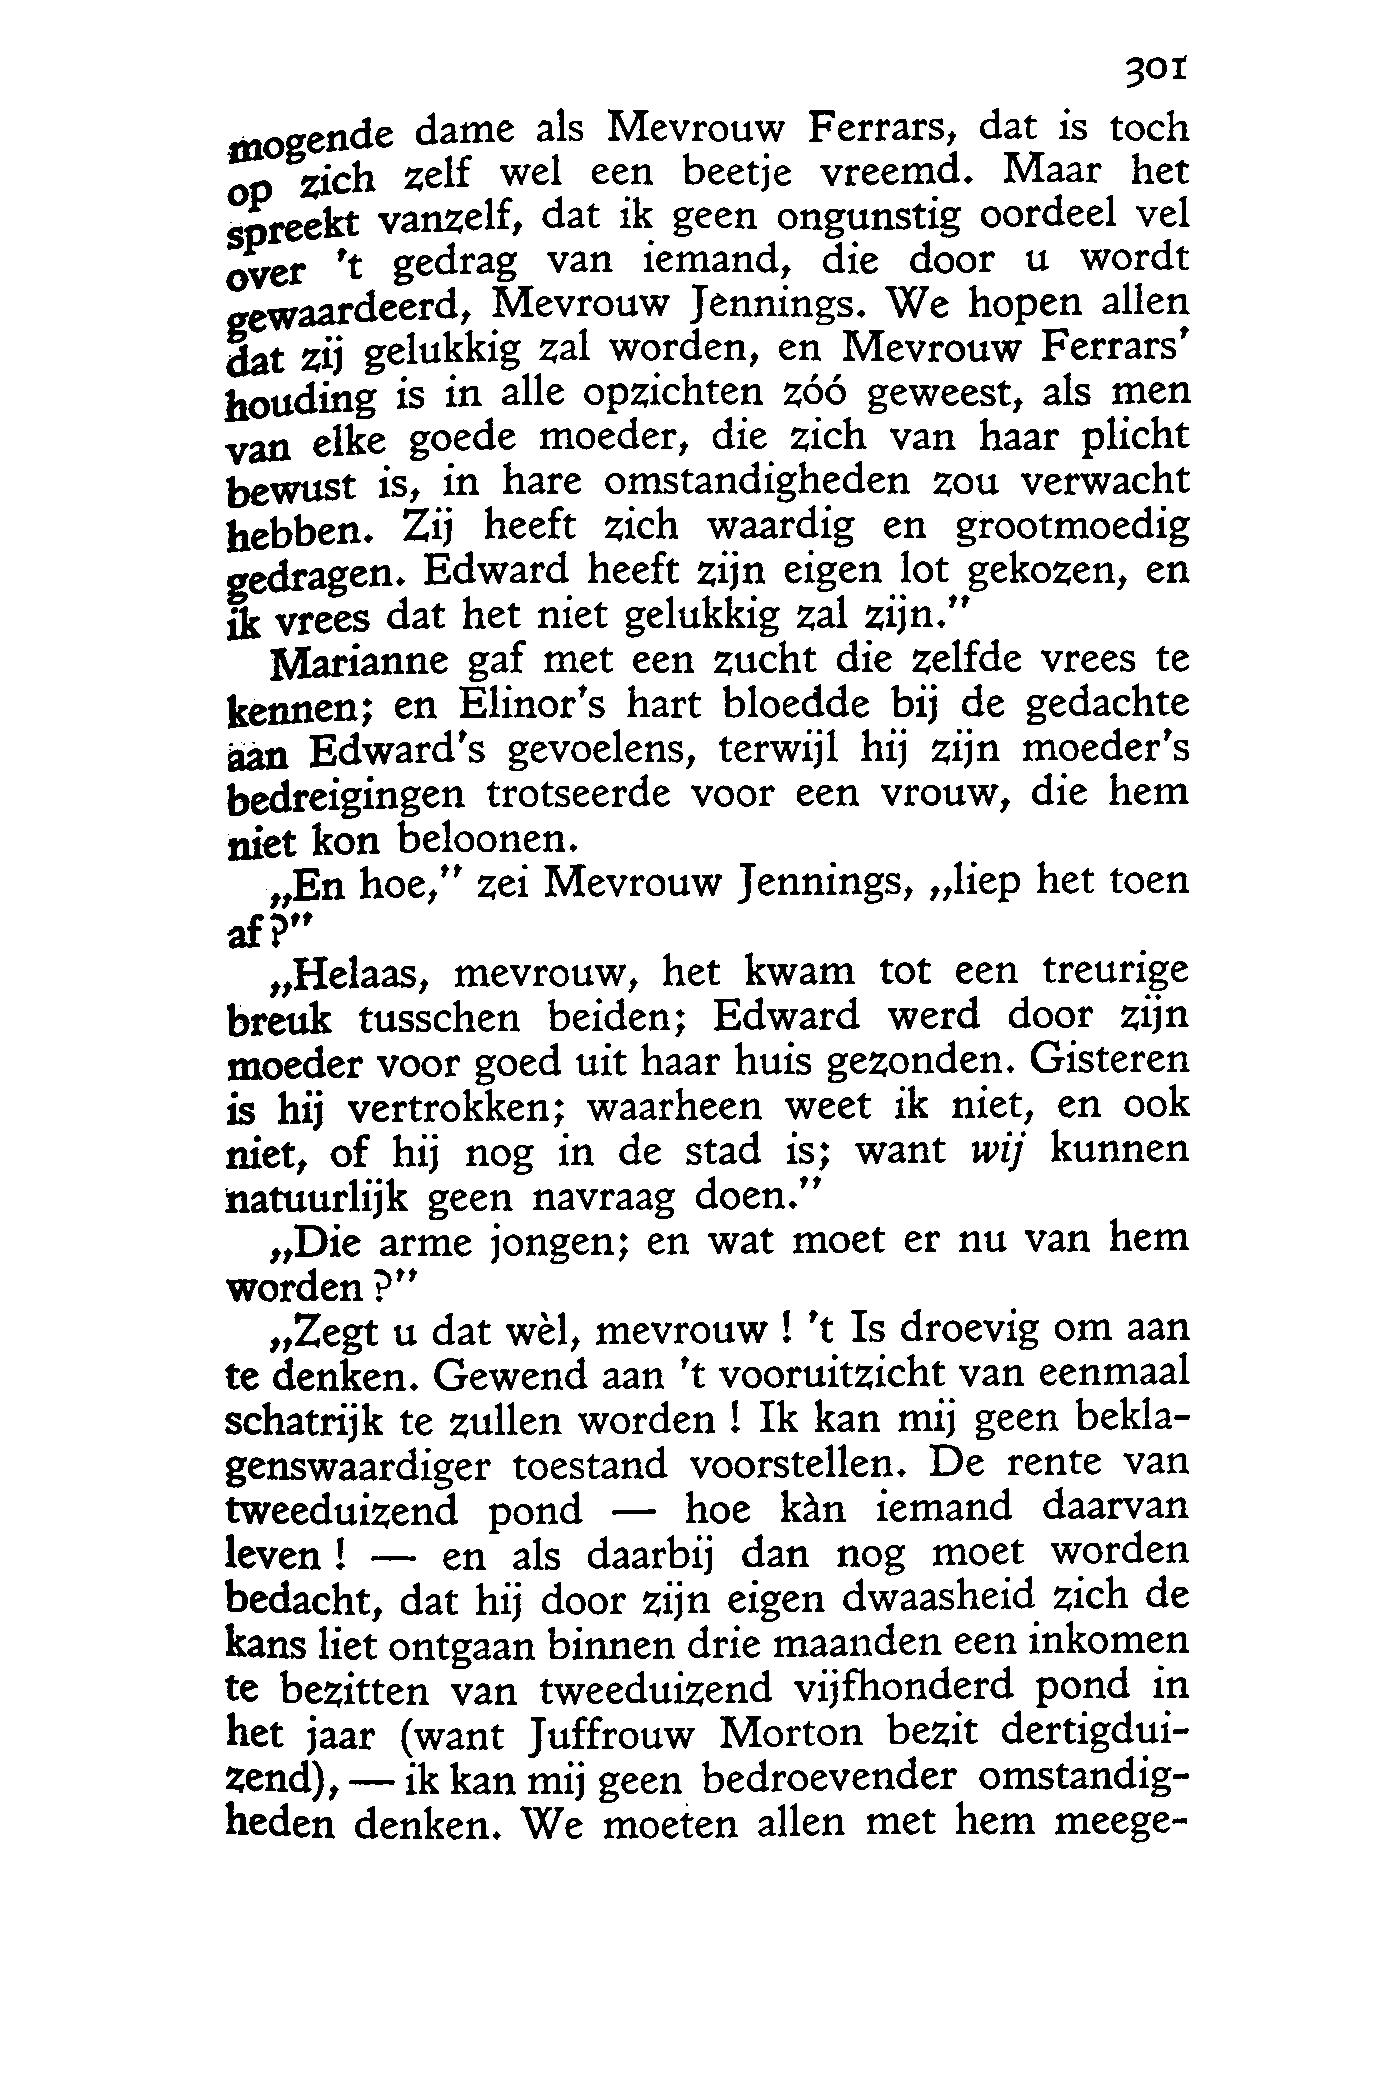 301
mogende dame als Mevrouw Ferrars, dat is toch
op zich zelf wel een beetje vreemd. Maar het
spreekt vanzelf, dat ik geen ongunstig oordeel vel
over 't gedrag van iemand, die door u wordt
gewaardeerd, Mevrouw Jennings. We hopen allen
dat zij gelukkig zal worden, en Mevrouw Ferrars'
houding is in alle opzichten zóó geweest, als men
van elke goede moeder, die zich van haar plicht
bewust is, in hare omstandigheden zou verwacht
hebben. Zij heeft zich waardig en grootmoedig
gedragen. Edward heeft zijn eigen lot gekozen, en
ik vrees dat het niet gelukkig zal zijn.”
Marianne gaf met een zucht die zelfde vrees te
kennen; en Elinor's hart bloedde bij de gedachte
aan Edward's gevoelens, terwijl hij zijn moeder's
bedreigingen trotseerde voor een vrouw, die hem
niet kon beloonen.
„En hoe,” zei Mevrouw Jennings, „liep het toen
af?”
„Helaas, mevrouw, het kwam tot een treurige
breuk tusschen beiden; Edward werd door zijn
moeder voor goed uit haar huis gezonden. Gisteren
is hij vertrokken; waarheen weet ik niet, en ook
niet, of hij nog in de stad is; want wij kunnen
natuurlijk geen navraag doen.”
„Die arme jongen; en wat moet er nu van hem
worden?”
„Zegt u dat wèl, mevrouw! 't Is droevig om aan
te denken. Gewend aan 't vooruitzicht van eenmaal
schatrijk te zullen worden! Ik kan mij geen bekla-
genswaardiger toestand voorstellen. De rente van
tweeduizend pond — hoe kàn iemand daarvan
leven! — en als daarbij dan nog moet worden
bedacht, dat hij door zijn eigen dwaasheid zich de
kans liet ontgaan binnen drie maanden een inkomen
te bezitten van tweeduizend vijfhonderd pond in
het jaar (want Juffrouw Morton bezit dertigdui-
zend), — ik kan mij geen bedroevender omstandig-
heden denken. We moeten allen met hem meege-